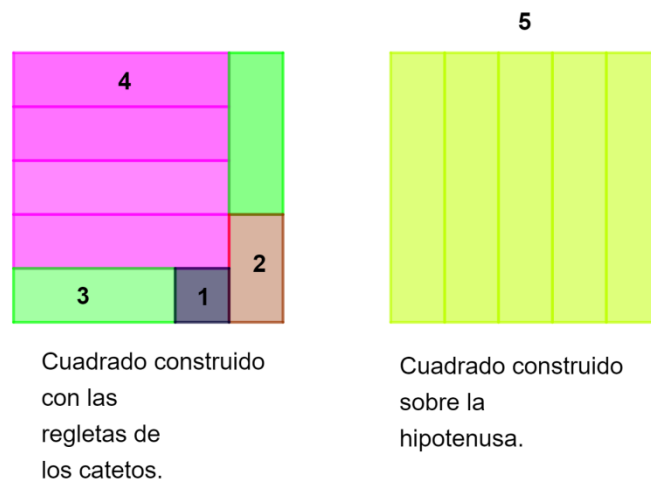 5
4
2
3
1
Cuadrado construido
con las
regletas de
los catetos.
Cuadrado construido
sobre la
hipotenusa.